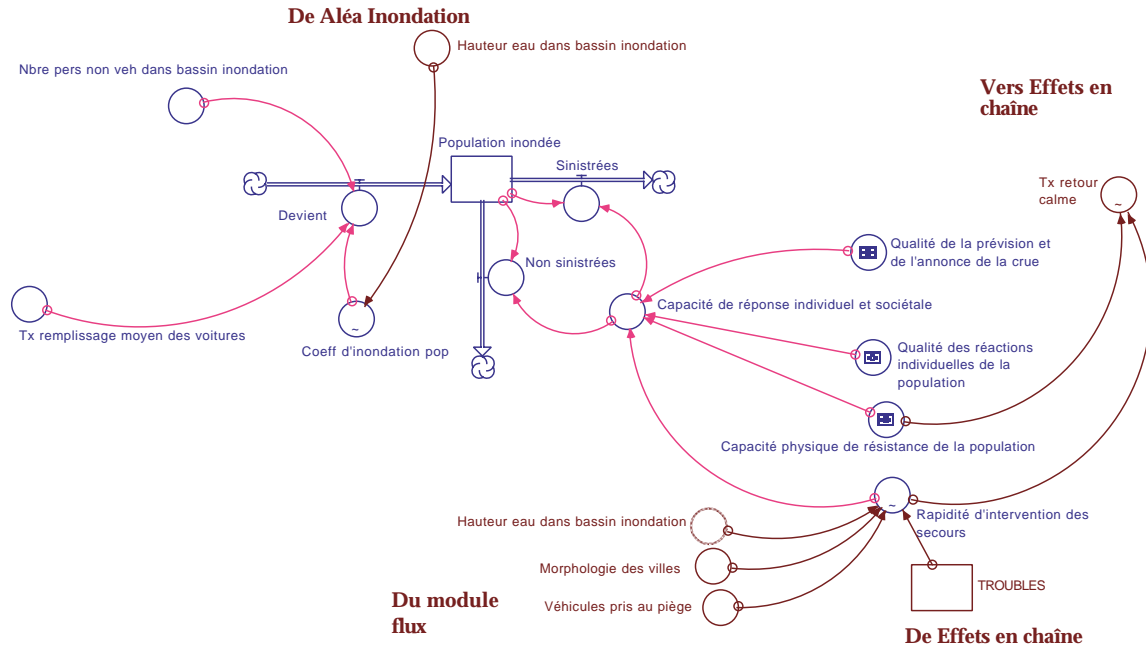 De Aléa Inondation
Hauteur eau dans bassin inondation
Nbre pers non veh dans bassin inondation
Vers Effets en
chaîne
Population inondée
Sinistrées
Tx retour
calme
~
Devient
Qualité de la prévision et
de l'annonce de la crue
Non sinistrées
Capacité de réponse individuel et sociétale
Tx remplissage moyen des voitures
~
Coeff d'inondation pop
Qualité des réactions
individuelles de la
population
Capacité physique de résistance de la population
~
Rapidité d'intervention des
secours
Hauteur eau dans bassin inondation
Morphologie des villes
TROUBLES
Véhicules pris au piège
Du module
flux
De Effets en chaîne